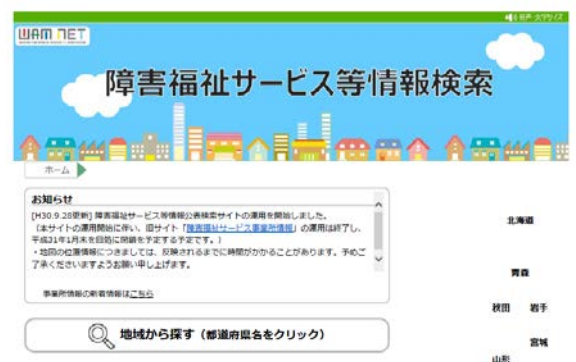 音声・文字サイズ
WAM NET
障害福祉サービス等情報検索
ホーム
お知らせ
[H30.9.28更新] 障害福祉サービス等情報公表検索サイトの運用を開始しました。
(本サイトの運用開始に伴い、旧サイト「障害福祉サービス事業所情報」の運用は終了し、
平成31年1月末を目処に閉鎖を予定する予定です。)
・地図の位置情報につきましては、反映されるまでに時間がかかることがあります。予めご
了承くださいますようお願い申し上げます。
事業所情報の新着情報はこちら
地域から探す(都道府県名をクリック)
北海道
青森
秋田 岩手
宮城
山形